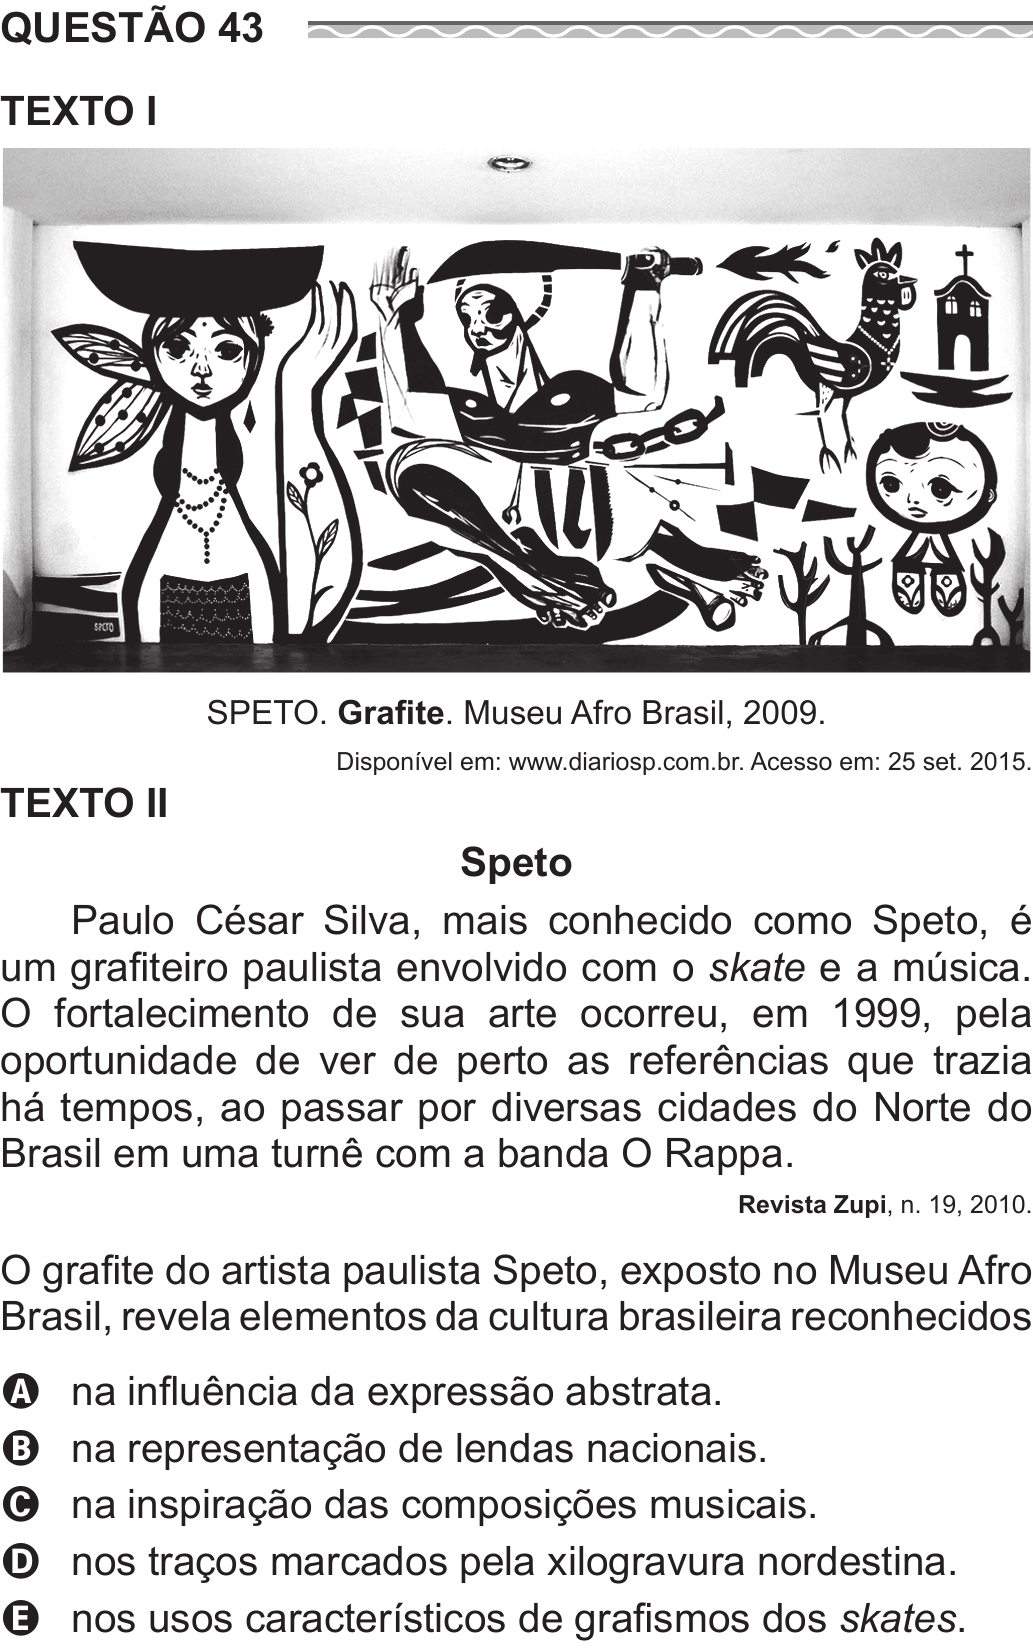 QUESTÃO 43
TEXTO I
SPETO
SPETO. Grafite. Museu Afro Brasil, 2009.
Disponível em: www.diariosp.com.br. Acesso em: 25 set. 2015.
TEXTO II
Speto
Paulo César Silva, mais conhecido como Speto, é
um grafiteiro paulista envolvido com o skate e a música.
O fortalecimento de sua arte ocorreu, em 1999, pela
oportunidade de ver de perto as referências que trazia
há tempos, ao passar por diversas cidades do Norte do
Brasil em uma turnê com a banda O Rappa.
Revista Zupi, n. 19, 2010.
O grafite do artista paulista Speto, exposto no Museu Afro
Brasil, revela elementos da cultura brasileira reconhecidos
A na influência da expressão abstrata.
B na representação de lendas nacionais.
C na inspiração das composições musicais.
D nos traços marcados pela xilogravura nordestina.
E nos usos característicos de grafismos dos skates.